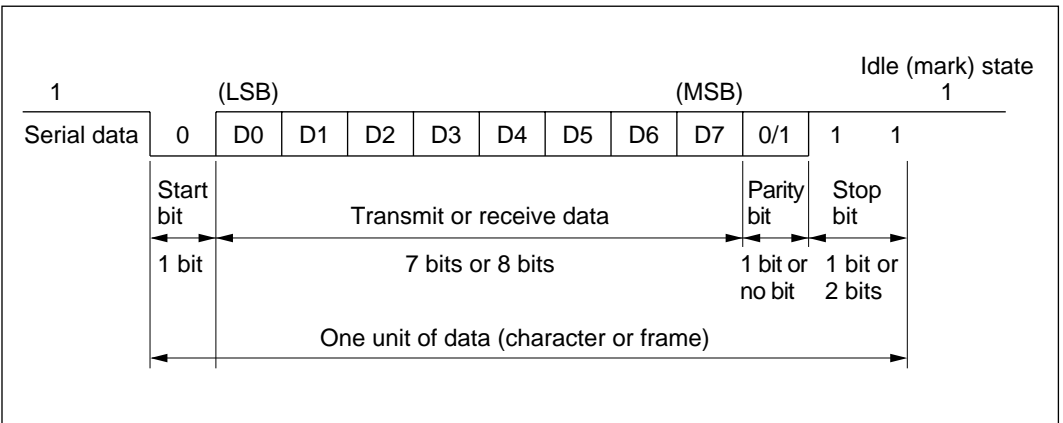 Idle (mark) state
1 (LSB) (MSB) 1
Serial data 0 D0 D1 D2 D3 D4 D5 D6 D7 0/1 1 1
Start bit
Transmit or receive data
Parity bit
Stop bit
1 bit
7 bits or 8 bits
1 bit or no bit
1 bit or 2 bits
One unit of data (character or frame)